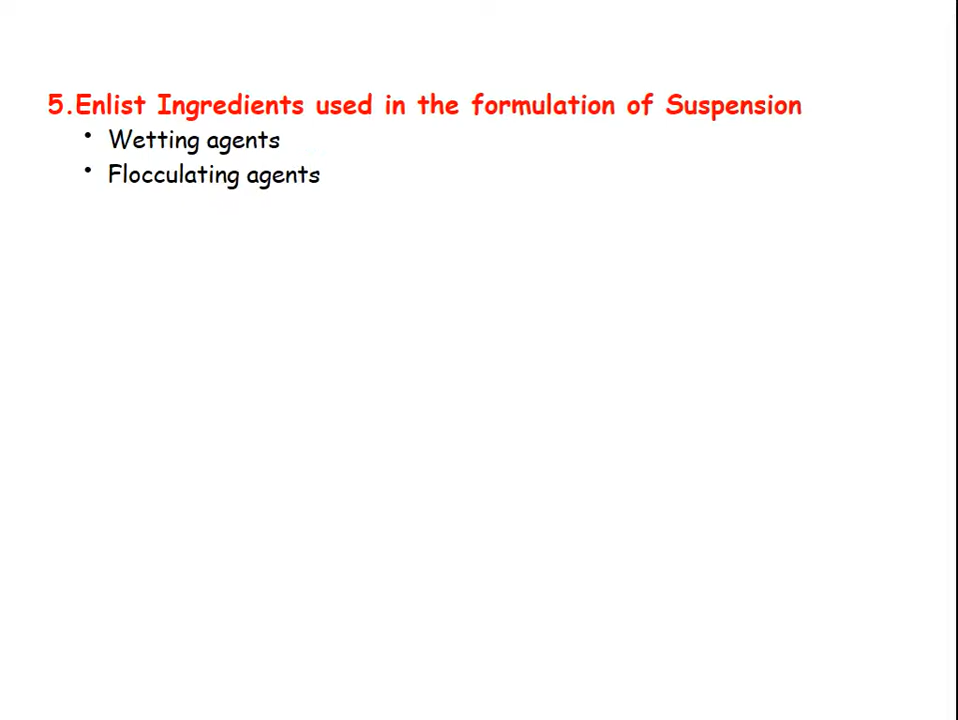 5.Enlist Ingredients used in the formulation of Suspension
• Wetting agents
• Flocculating agents